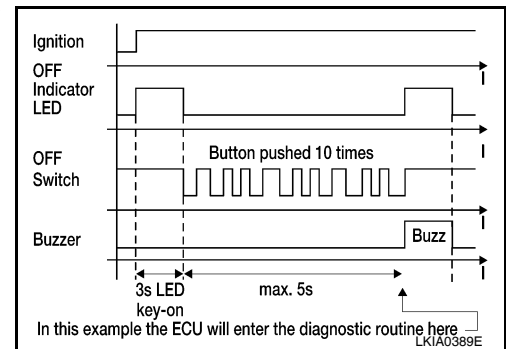 Ignition
OFF
Indicator
LED
OFF
Switch
Button pushed 10 times
Buzzer
Buzz
3s LED
key-on
max. 5s
In this example the ECU will enter the diagnostic routine here
LKIA0389E